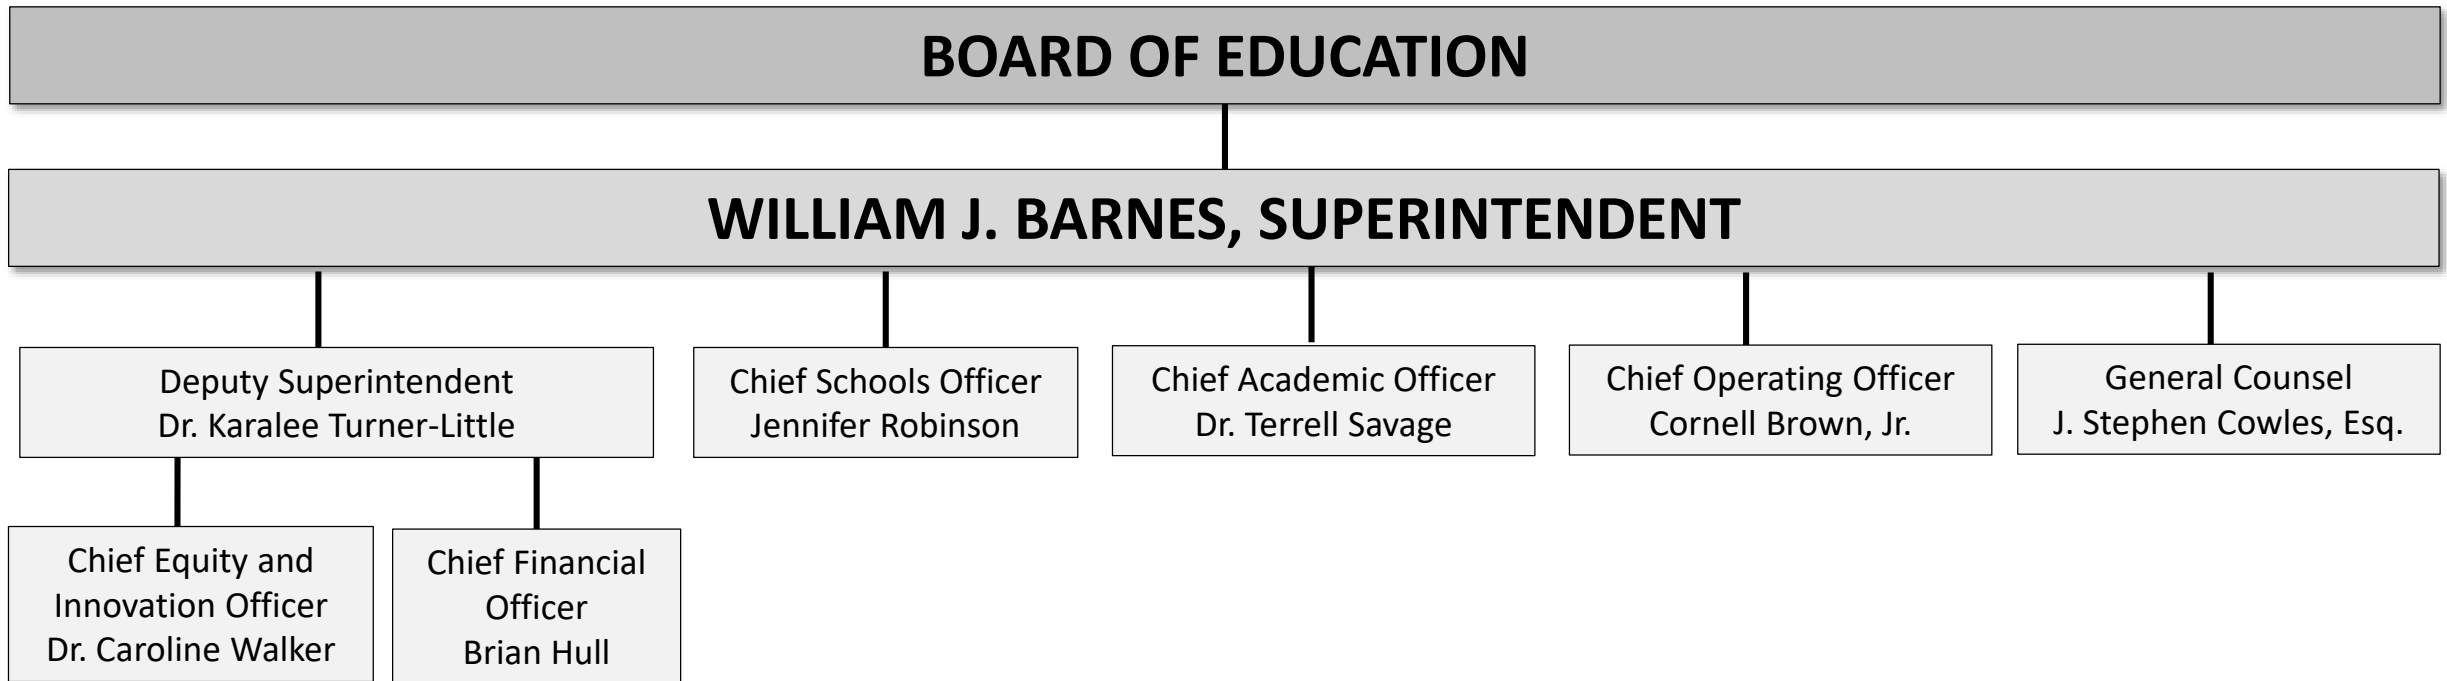 BOARD OF EDUCATION
WILLIAM J. BARNES, SUPERINTENDENT
Deputy Superintendent
Dr. Karalee Turner-Little
Chief Schools Officer
Jennifer Robinson
Chief Academic Officer
Dr. Terrell Savage
Chief Operating Officer
Cornell Brown, Jr.
General Counsel
J. Stephen Cowles, Esq.
Chief Equity and
Innovation Officer
Dr. Caroline Walker
Chief Financial
Officer
Brian Hull